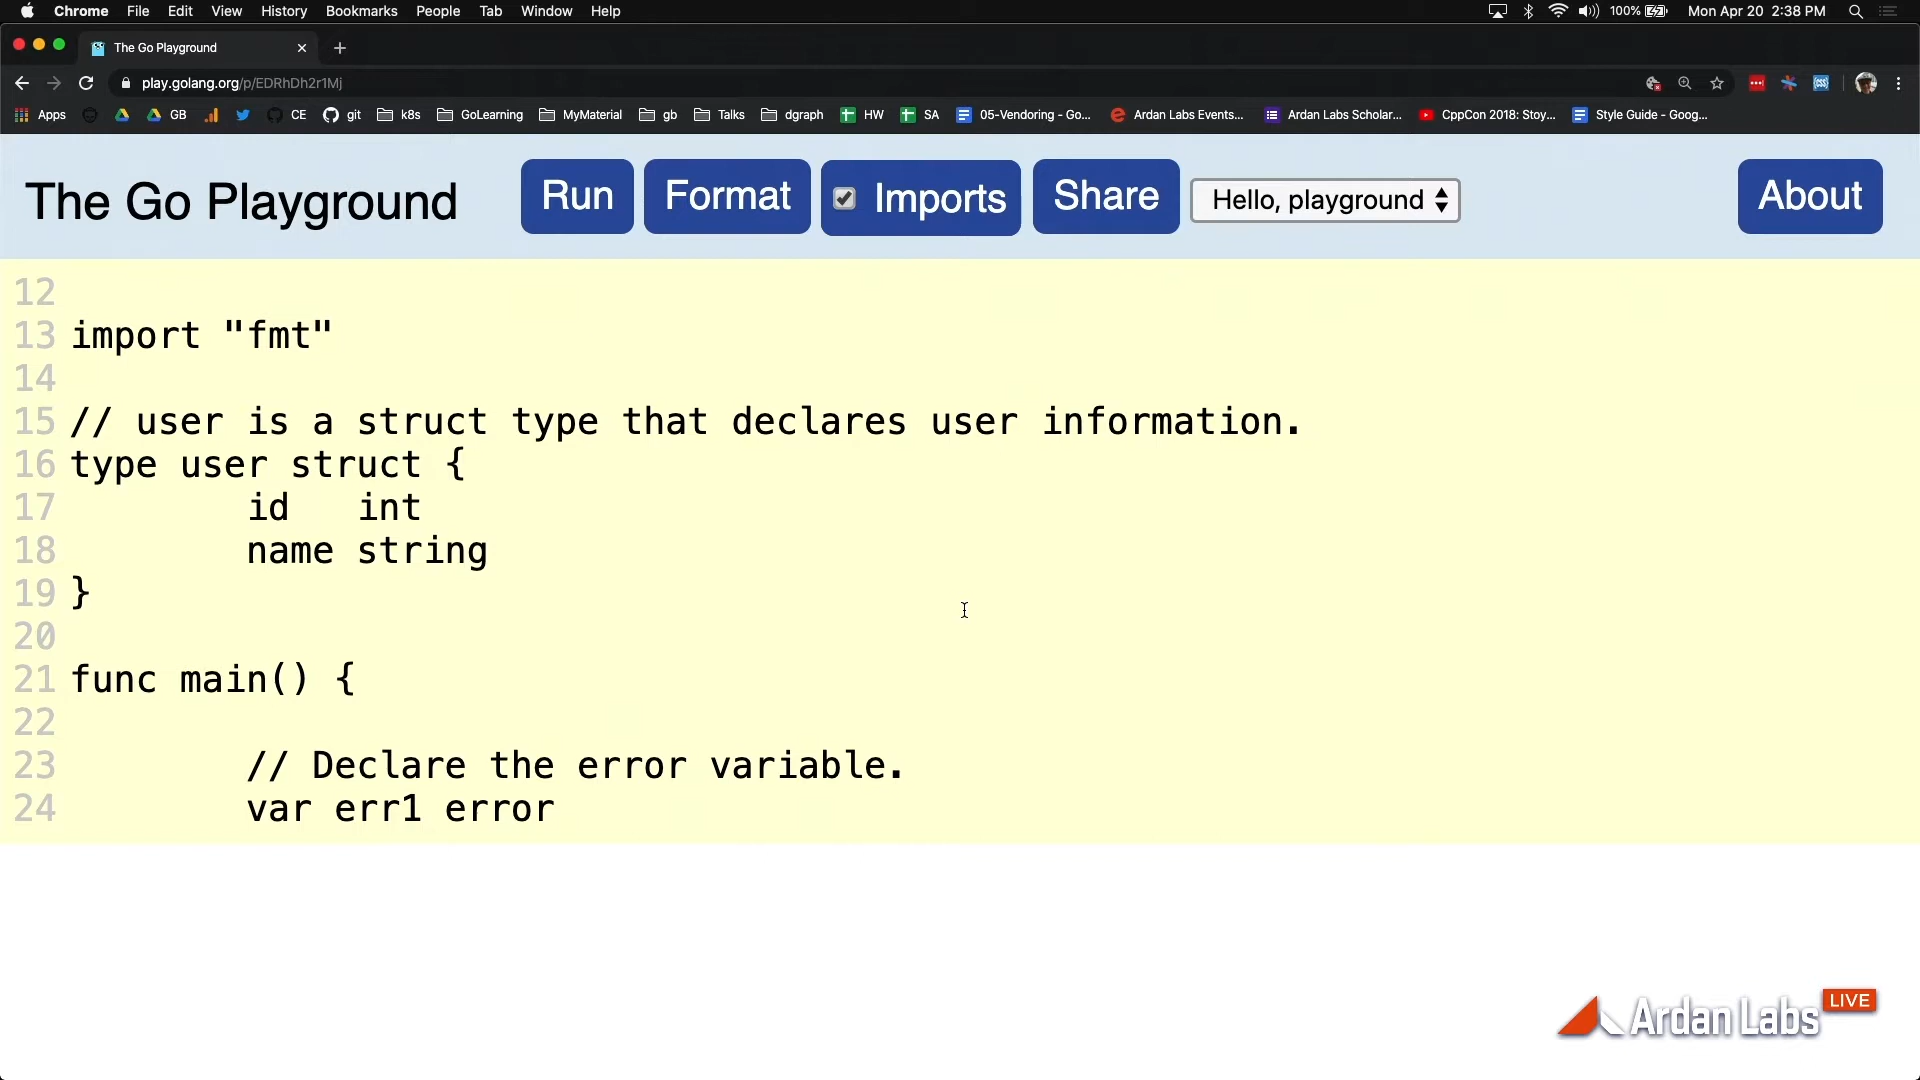 Chrome File Edit View History Bookmarks People Tab Window Help 100% Mon Apr 20 2:38 PM
The Go Playground
play.golang.org/p/EDRhDh2r1Mj
Apps GB CE git k8s GoLearning MyMaterial gb Talks dgraph HW SA 05-Vendoring - Go... Ardan Labs Events... Ardan Labs Scholar... CppCon 2018: Stoy... Style Guide - Goog...
The Go Playground Run Format Imports Share Hello, playground About
12
13 import "fmt"
14
15 // user is a struct type that declares user information.
16 type user struct {
17 id int
18 name string
19 }
20
21 func main() {
22
23 // Declare the error variable.
24 var err1 error
Ardan Labs LIVE